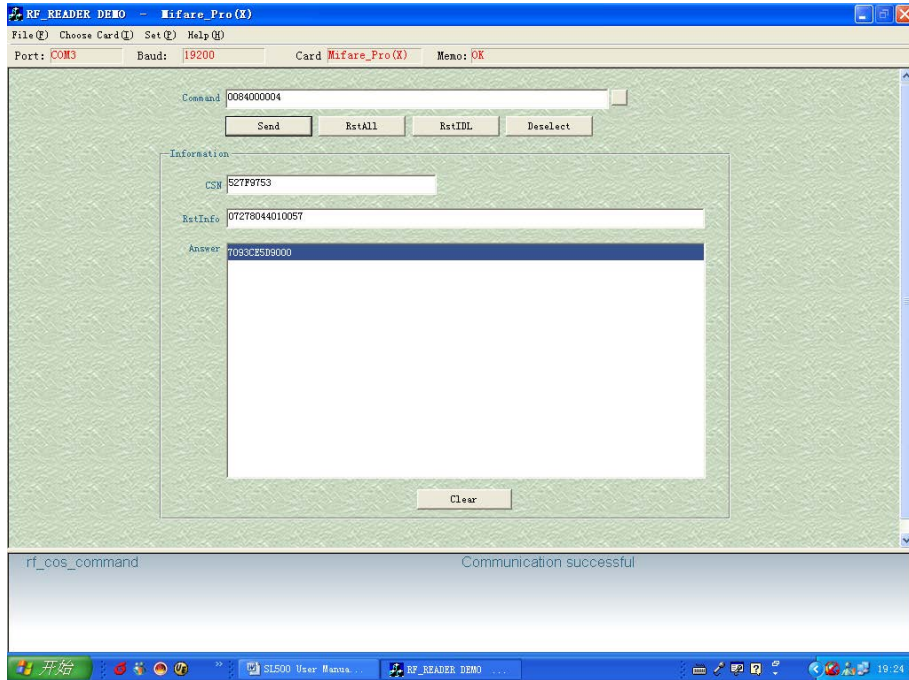 RF_READER DEMO - Mifare_Pro(X)
File(F) Choose Card(I) Set(P) Help(H)
Port: COM3 Baud: 19200 Card Mifare_Pro(X) Memo: OK
Command 0084000004
Send RstAll RstIDL Deselect
Information
CSN 527F9753
RstInfo 07278044010057
Answer 7093CE5D9000
Clear
rf_cos_command Communication successful
开始 SL500 User Manua... RF_READER DEMO ... 19:24